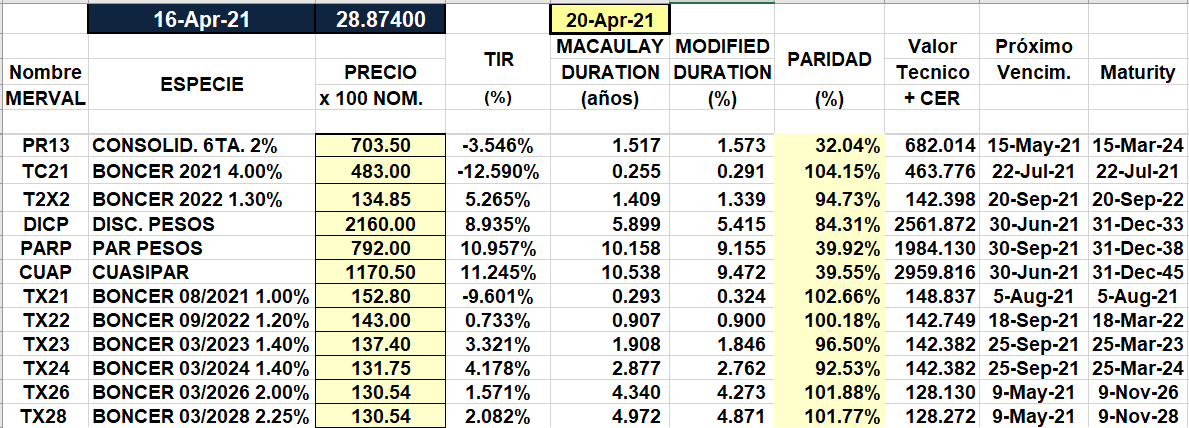 16-Apr-21 28.87400 20-Apr-21
MACAULAY MODIFIED Valor Próximo
TIR PARIDAD
Nombre DURATION DURATION Tecnico Vencim. Maturity
ESPECIE PRECIO
MERVAL x 100 NOM. (%) (años) (%) (%) + CER
PR13 CONSOLID. 6TA. 2% 703.50 -3.546% 1.517 1.573 32.04% 682.014 15-May-21 15-Mar-24
TC21 BONCER 2021 4.00% 483.00 -12.590% 0.255 0.291 104.15% 463.776 22-Jul-21 22-Jul-21
T2X2 BONCER 2022 1.30% 134.85 5.265% 1.409 1.339 94.73% 142.398 20-Sep-21 20-Sep-22
DICP DISC. PESOS 2160.00 8.935% 5.899 5.415 84.31% 2561.872 30-Jun-21 31-Dec-33
PARP PAR PESOS 792.00 10.957% 10.158 9.155 39.92% 1984.130 30-Sep-21 31-Dec-38
CUAP CUASIPAR 1170.50 11.245% 10.538 9.472 39.55% 2959.816 30-Jun-21 31-Dec-45
TX21 BONCER 08/2021 1.00% 152.80 -9.601% 0.293 0.324 102.66% 148.837 5-Aug-21 5-Aug-21
TX22 BONCER 09/2022 1.20% 143.00 0.733% 0.907 0.900 100.18% 142.749 18-Sep-21 18-Mar-22
TX23 BONCER 03/2023 1.40% 137.40 3.321% 1.908 1.846 96.50% 142.382 25-Sep-21 25-Mar-23
TX24 BONCER 03/2024 1.40% 131.75 4.178% 2.877 2.762 92.53% 142.382 25-Sep-21 25-Mar-24
TX26 BONCER 03/2026 2.00% 130.54 1.571% 4.340 4.273 101.88% 128.130 9-May-21 9-Nov-26
TX28 BONCER 03/2028 2.25% 130.54 2.082% 4.972 4.871 101.77% 128.272 9-May-21 9-Nov-28